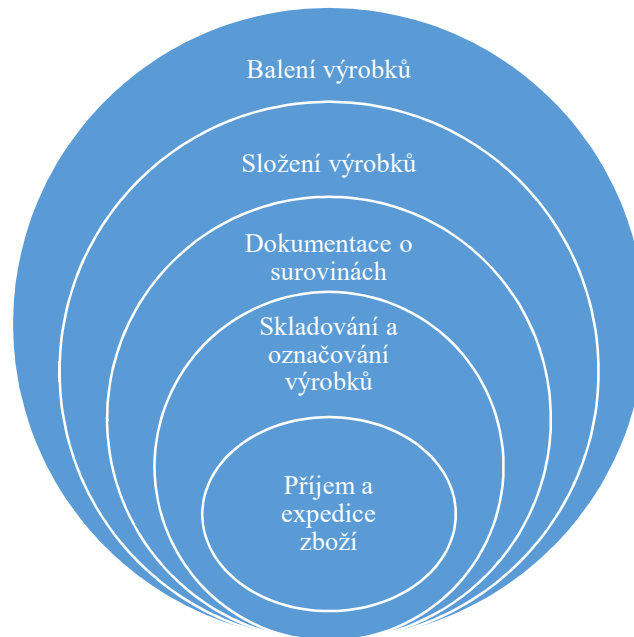 Balení výrobků
Složení výrobků
Dokumentace o
surovinách
Skladování a
označování
výrobků
Příjem a
expedice
zboží